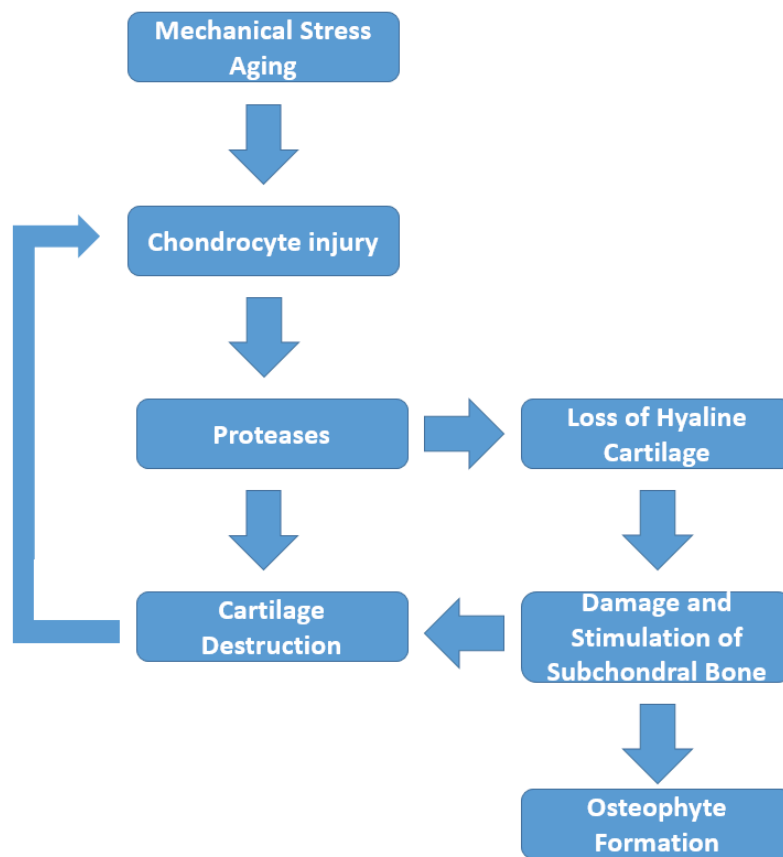 Mechanical Stress
Aging
Chondrocyte injury
Proteases
Loss of Hyaline
Cartilage
Cartilage
Destruction
Damage and
Stimulation of
Subchondral Bone
Osteophyte
Formation